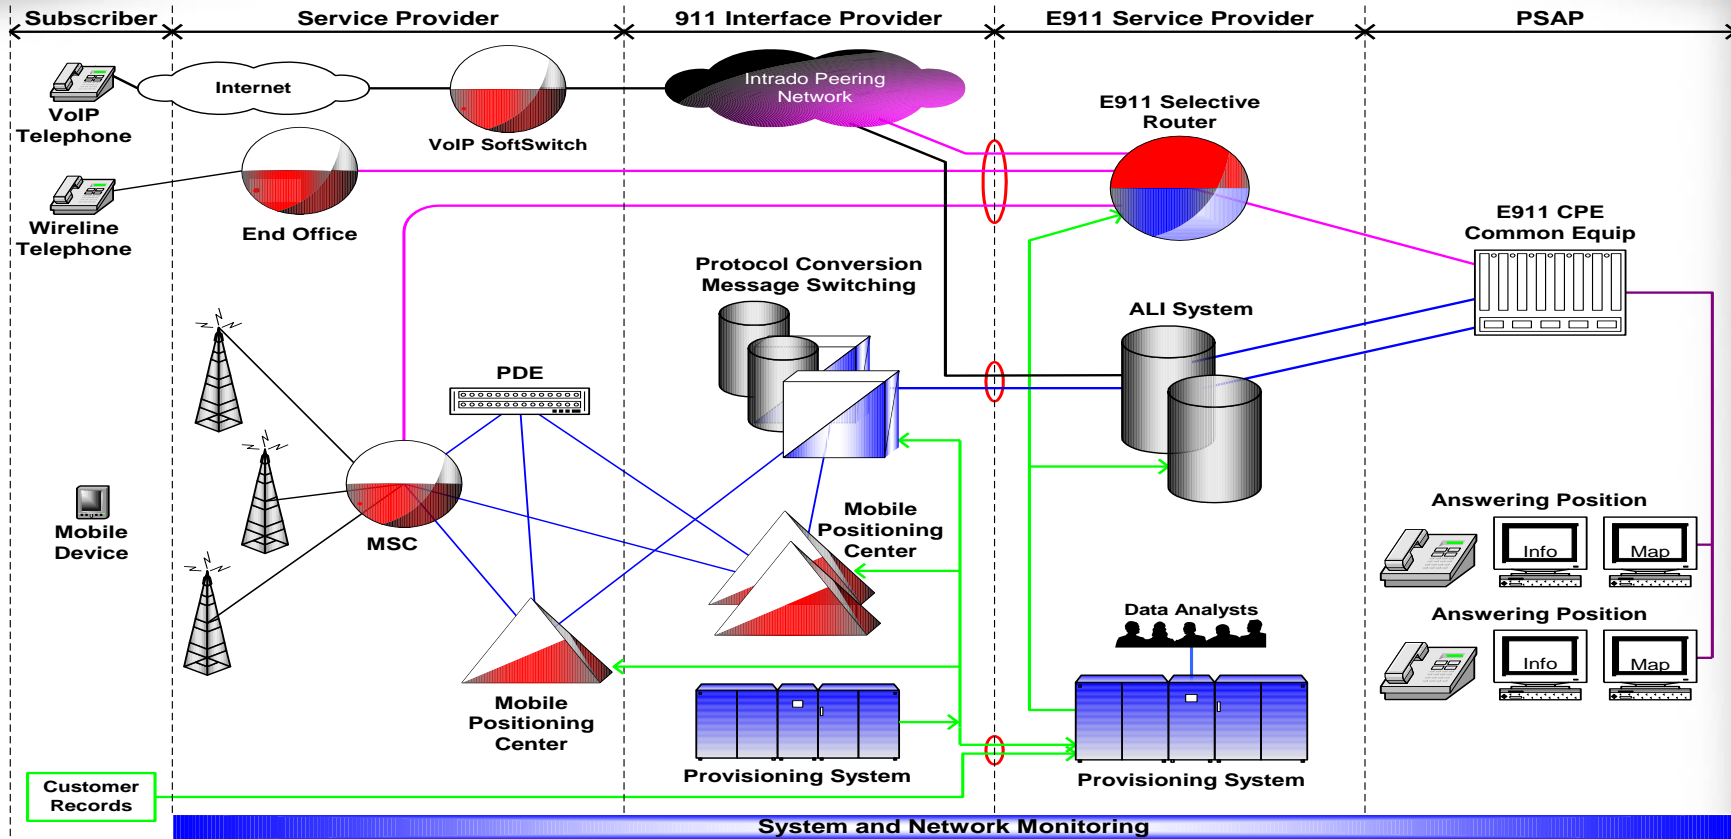 Subscriber
Service Provider
911 Interface Provider
E911 Service Provider
PSAP
VoIP
Telephone
Internet
VoIP SoftSwitch
Intrado Peering
Network
E911 Selective
Router
Wireline
Telephone
End Office
E911 CPE
Common Equip
Protocol Conversion
Message Switching
ALI System
PDE
MSC
Mobile
Device
Mobile
Positioning
Center
Answering Position
Info
Map
Data Analysts
Answering Position
Info
Map
Mobile
Positioning
Center
Provisioning System
Provisioning System
Customer
Records
System and Network Monitoring